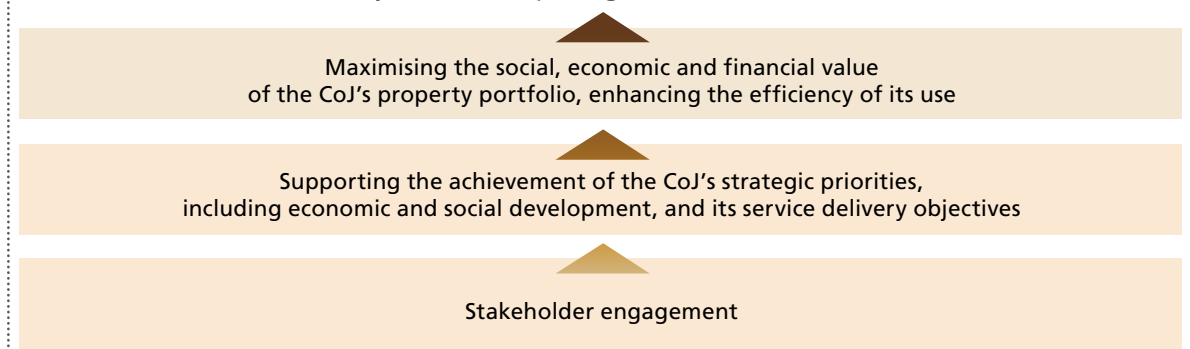 Maximising the social, economic and financial value
of the CoJ's property portfolio, enhancing the efficiency of its use
Supporting the achievement of the CoJ's strategic priorities,
including economic and social development, and its service delivery objectives
Stakeholder engagement